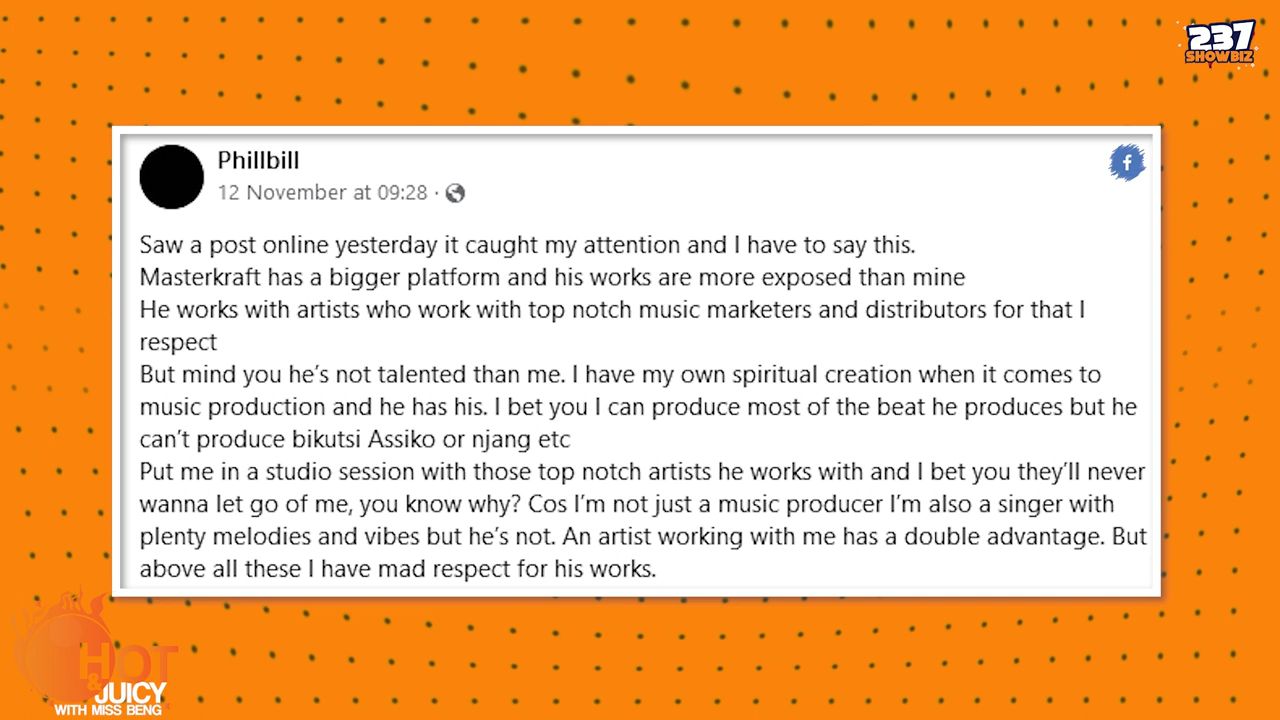 237
SHOWBIZ
Phillbill
12 November at 09:28 ·
f
Saw a post online yesterday it caught my attention and I have to say this.
Masterkraft has a bigger platform and his works are more exposed than mine
He works with artists who work with top notch music marketers and distributors for that I
respect
But mind you he's not talented than me. I have my own spiritual creation when it comes to
music production and he has his. I bet you I can produce most of the beat he produces but he
can't produce bikutsi Assiko or njang etc
Put me in a studio session with those top notch artists he works with and I bet you they'll never
wanna let go of me, you know why? Cos I'm not just a music producer I'm also a singer with
plenty melodies and vibes but he's not. An artist working with me has a double advantage. But
above all these I have mad respect for his works.
HOT
&
JUICY
WITH MISS BENG